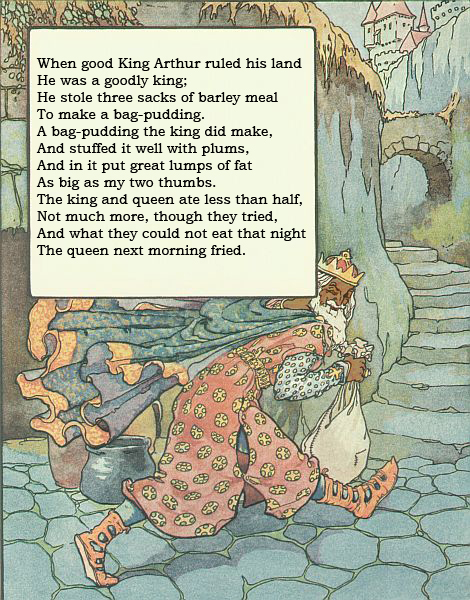 When good King Arthur ruled his land
He was a goodly king;
He stole three sacks of barley meal
To make a bag-pudding.
A bag-pudding the king did make,
And stuffed it well with plums,
And in it put great lumps of fat
As big as my two thumbs.
The king and queen ate less than half,
Not much more, though they tried,
And what they could not eat that night
The queen next morning fried.